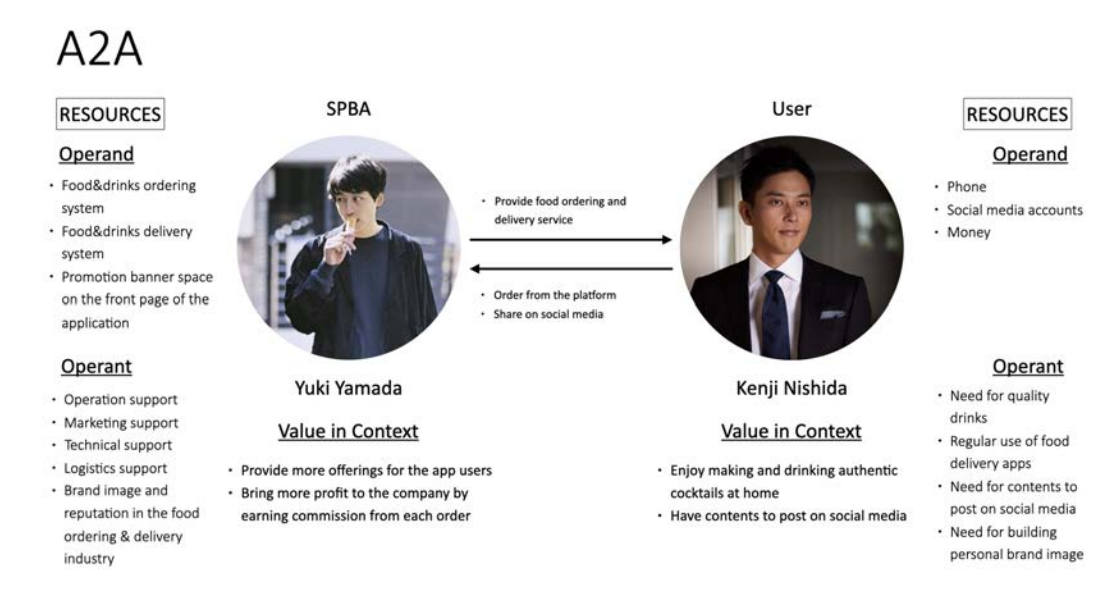 A2A
RESOURCES
Operand
・ Food&drinks ordering
system
・ Food&drinks delivery
system
・ Promotion banner space
on the front page of the
application
Operant
・ Operation support
・ Marketing support
・ Technical support
・ Logistics support
・ Brand image and
reputation in the food
ordering & delivery
industry
SPBA
Yuki Yamada
Value in Context
・ Provide more offerings for the app users
・ Bring more profit to the company by
earning commission from each order
・ Provide food ordering and
delivery service
・ Order from the platform
・ Share on social media
User
Kenji Nishida
Value in Context
・ Enjoy making and drinking authentic
cocktails at home
・ Have contents to post on social media
RESOURCES
Operand
・ Phone
・ Social media accounts
・ Money
Operant
・ Need for quality
drinks
・ Regular use of food
delivery apps
・ Need for contents to
post on social media
・ Need for building
personal brand image